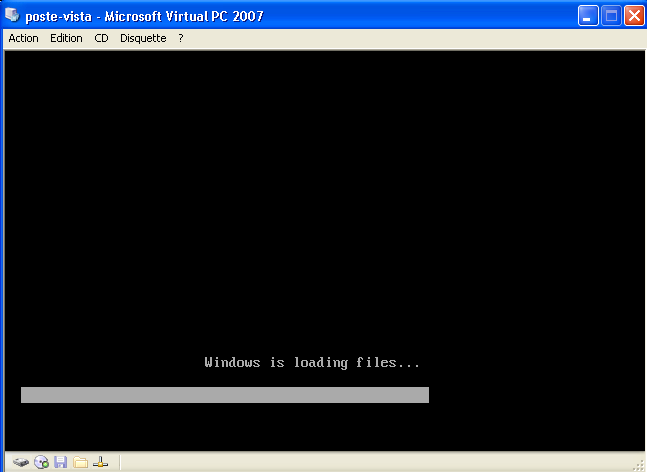 poste-vista - Microsoft Virtual PC 2007
Action Edition CD Disquette ?
Windows is loading files...